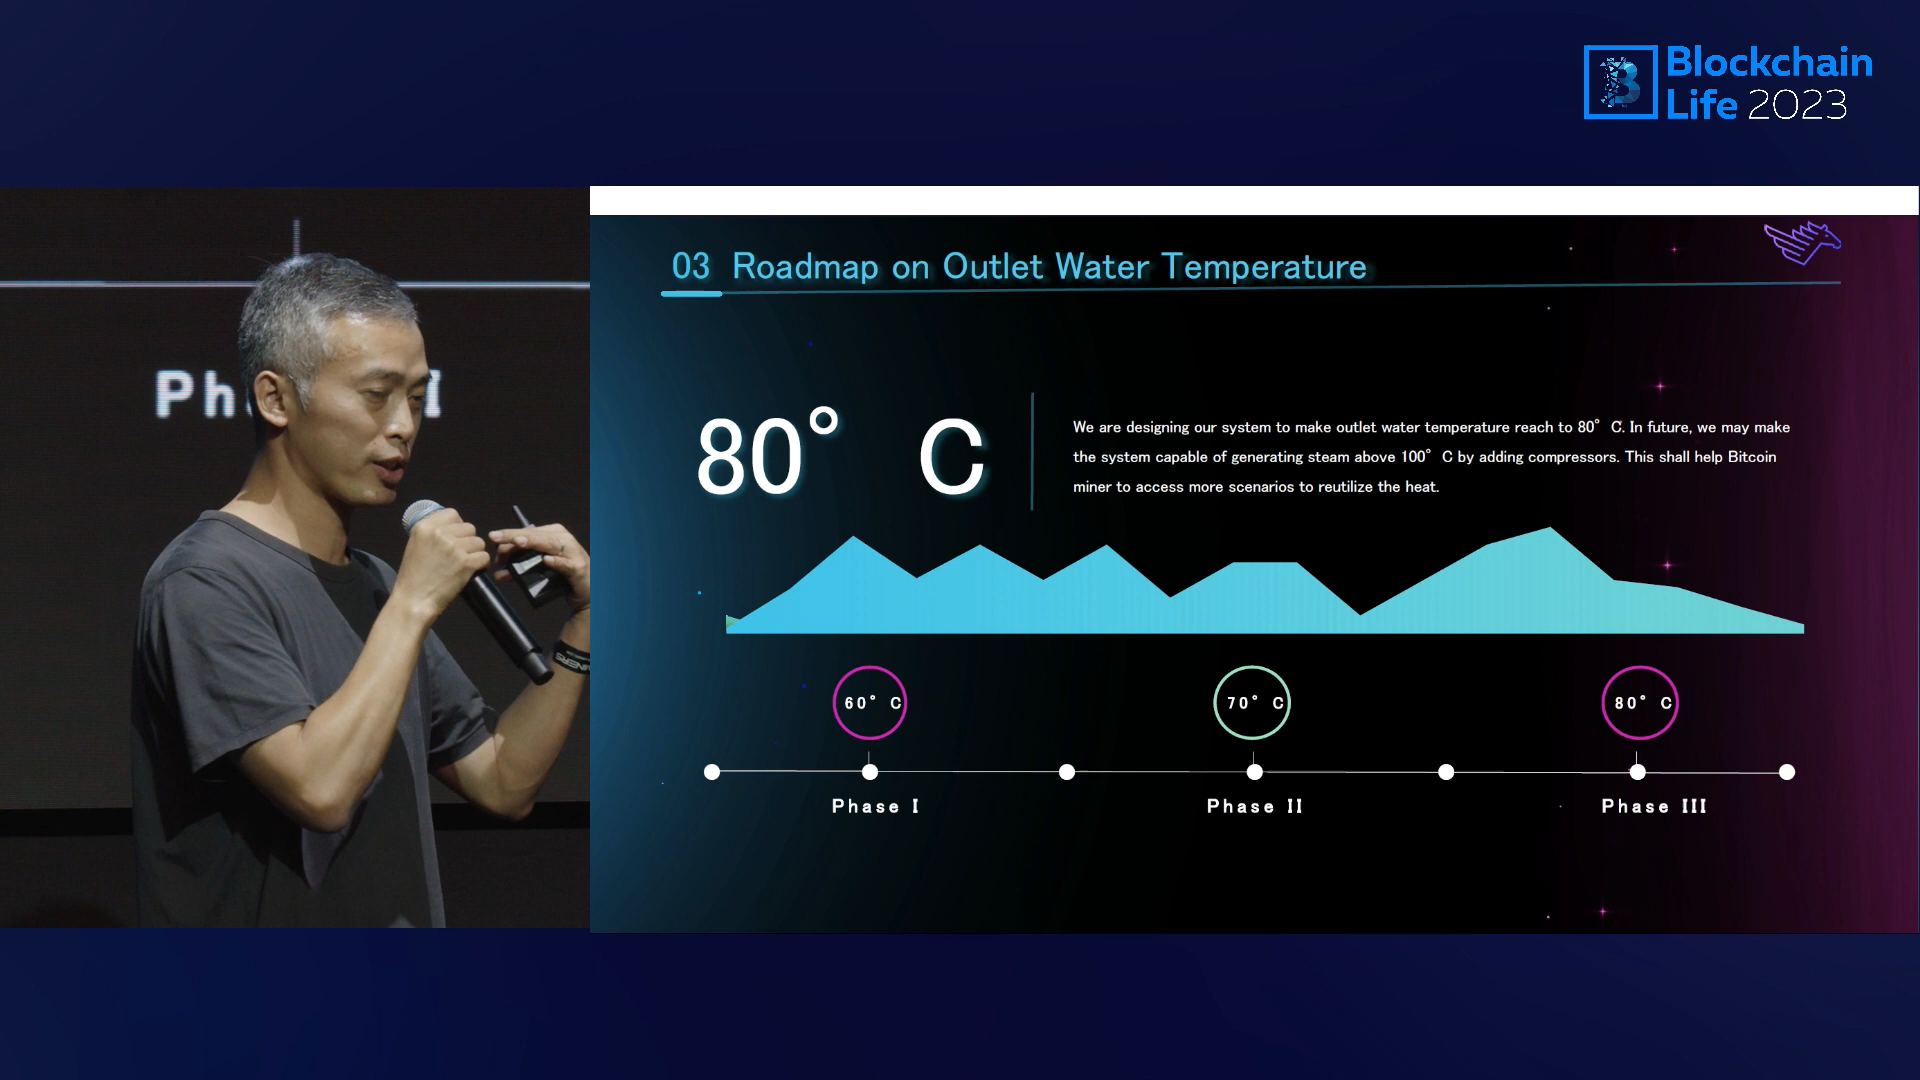 Blockchain
Life 2023
03 Roadmap on Outlet Water Temperature
80° C
We are designing our system to make outlet water temperature reach to 80° C. In future, we may make
the system capable of generating steam above 100° C by adding compressors. This shall help Bitcoin
miner to access more scenarios to reutilize the heat.
60° C
70° C
80° C
Phase I
Phase II
Phase III